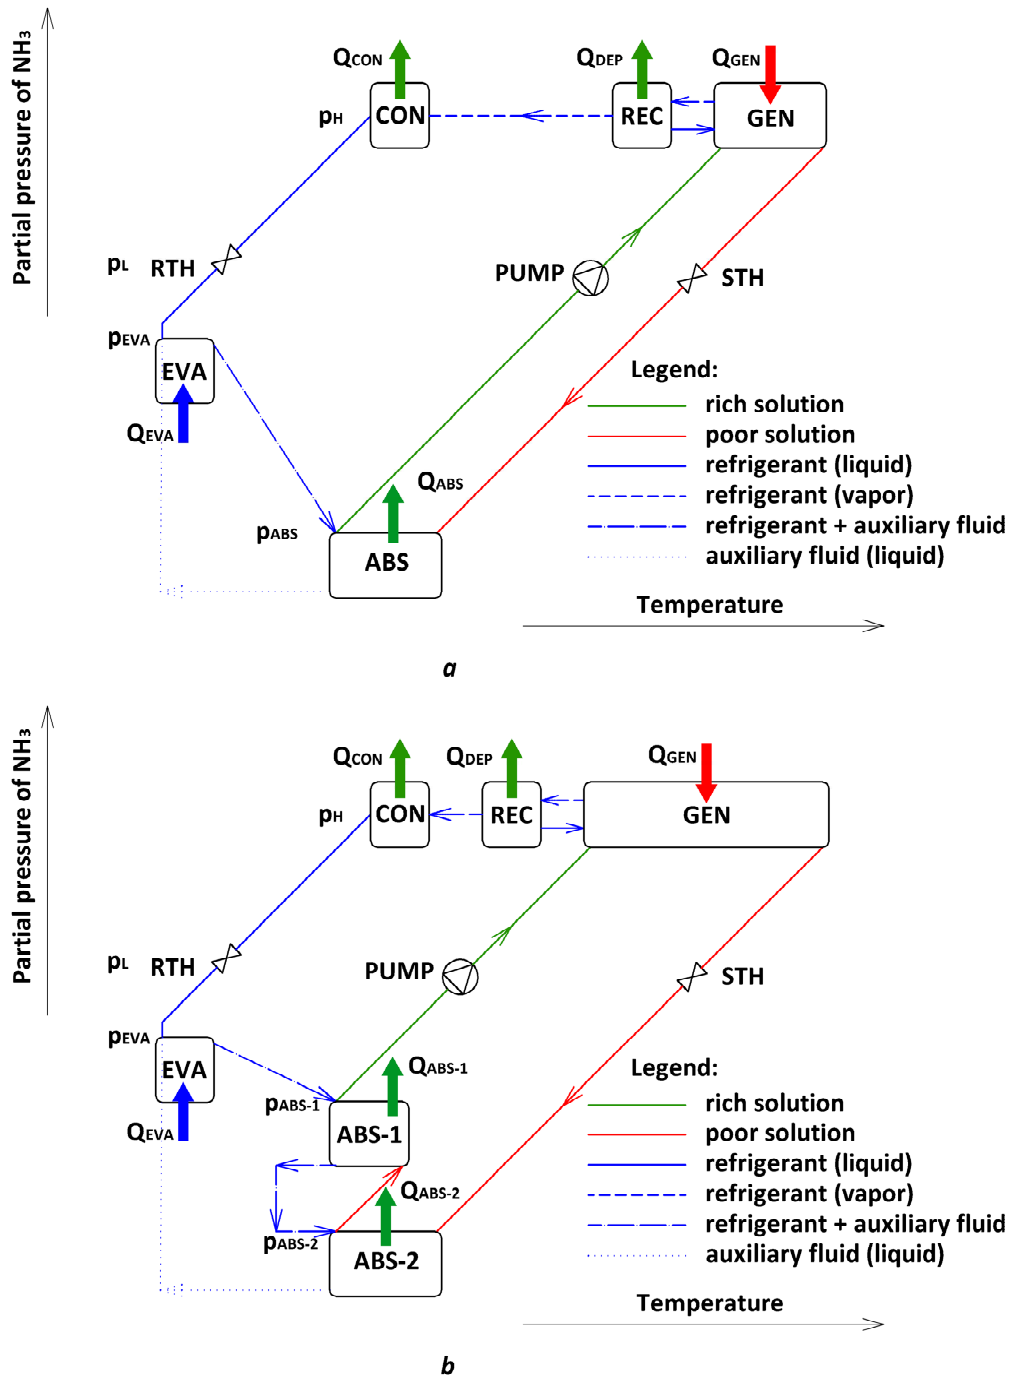 Partial pressure of NH₃
QCON
QDEP
QGEN
pH
CON
REC
GEN
pL
RTH
PUMP
STH
pEVA
EVA
QEVA
QABS
pABS
ABS
Legend:
rich solution
poor solution
refrigerant (liquid)
refrigerant (vapor)
refrigerant + auxiliary fluid
auxiliary fluid (liquid)
Temperature
a
Partial pressure of NH₃
QCON
QDEP
QGEN
pH
CON
REC
GEN
pL
RTH
PUMP
STH
pEVA
EVA
QEVA
QABS-1
pABS-1
ABS-1
QABS-2
pABS-2
ABS-2
Legend:
rich solution
poor solution
refrigerant (liquid)
refrigerant (vapor)
refrigerant + auxiliary fluid
auxiliary fluid (liquid)
Temperature
b